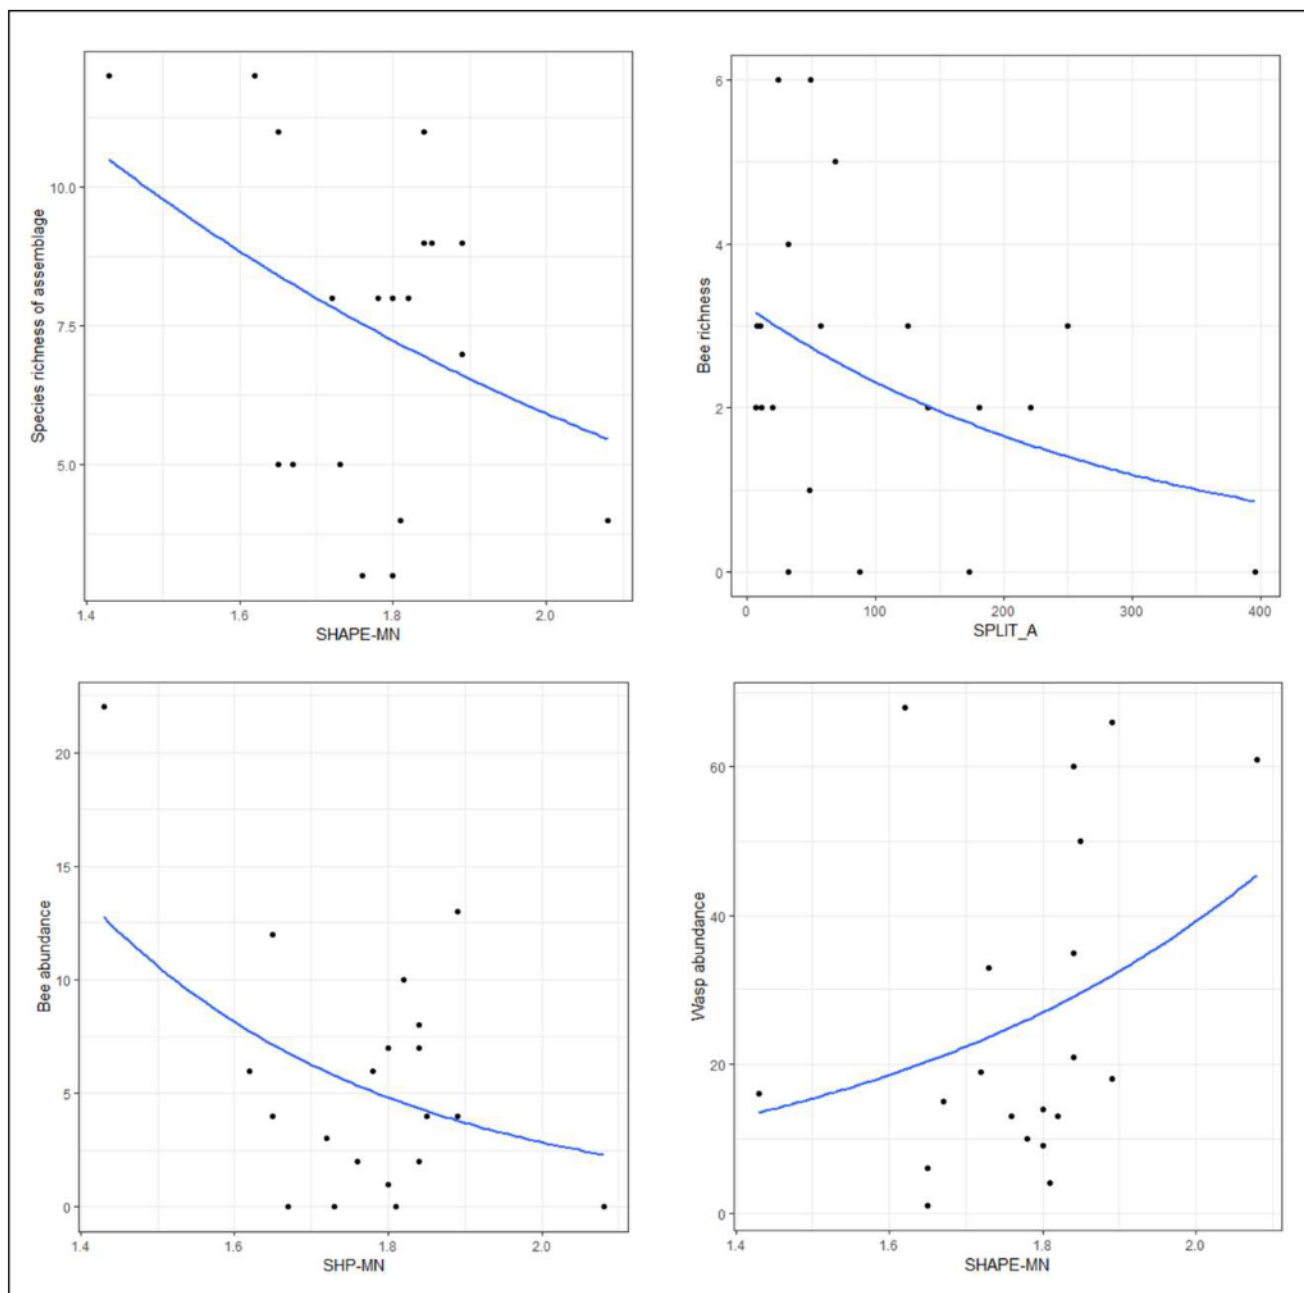 Species richness of assemblage
10.0
7.5
5.0
1.4 1.6 1.8 2.0
SHAPE-MN
Bee richness
6
4
2
0
0 100 200 300 400
SPLIT_A
Bee abundance
20
15
10
5
0
1.4 1.6 1.8 2.0
SHP-MN
Wasp abundance
60
40
20
0
1.4 1.6 1.8 2.0
SHAPE-MN